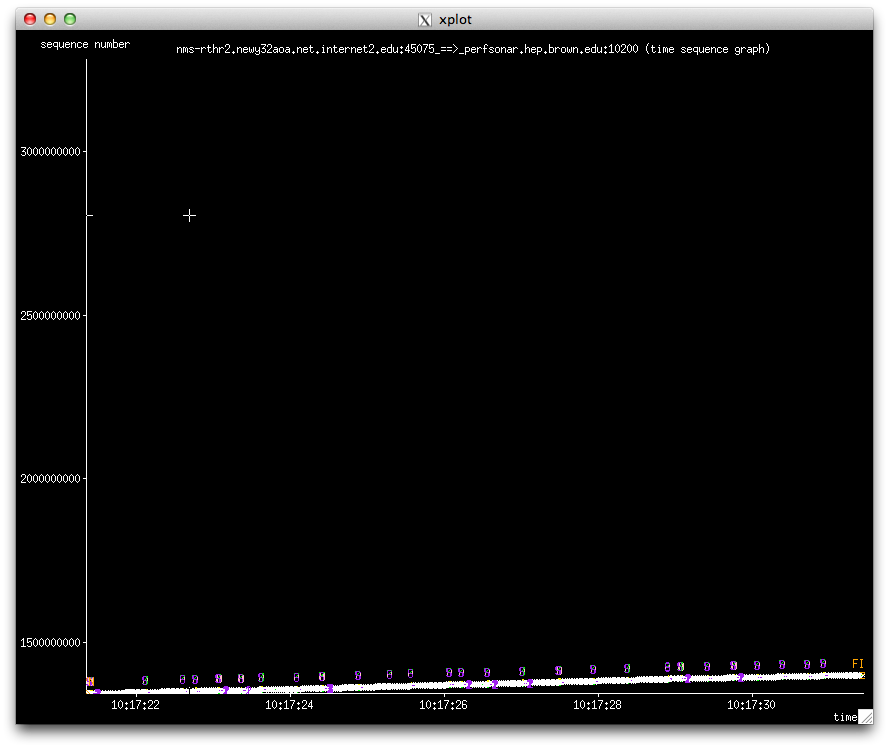 xplot
sequence number
nms-rthr2.newy32aoa.net.internet2.edu:45075_==>_perfsonar.hep.brown.edu:10200 (time sequence graph)
3000000000
2500000000
2000000000
1500000000
FI
10:17:22 10:17:24 10:17:26 10:17:28 10:17:30
time